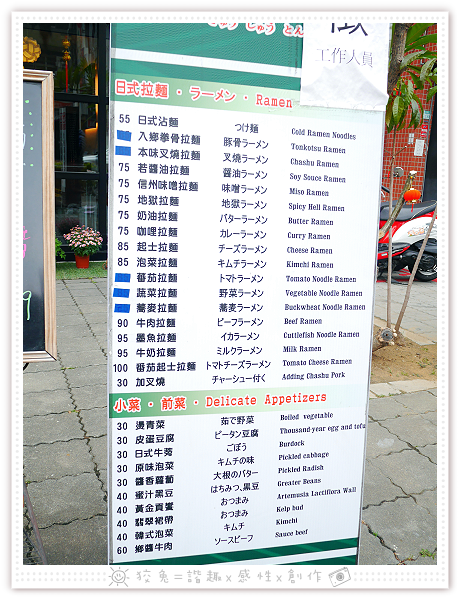 工作人員
日式拉麵 · ラーメン · Ramen
55 日式沾麵 つけ麺 Cold Ramen Noodles
入鄉拳骨拉麵 豚骨ラーメン Tonkotsu Ramen
本味叉燒拉麵 叉燒ラーメン Chashu Ramen
75 若醬油拉麵 醬油ラーメン Soy Souce Ramen
75 信州味噌拉麵 味噌ラーメン Miso Ramen
75 地獄拉麵 地獄ラーメン Spicy Hell Ramen
75 奶油拉麵 バターラーメン Butter Ramen
75 咖哩拉麵 カレーラーメン Curry Ramen
85 起士拉麵 チーズラーメン Cheese Ramen
85 泡菜拉麵 キムチラーメン Kimchi Ramen
蕃茄拉麵 トマトラーメン Tomato Noodle Ramen
蔬菜拉麵 野菜ラーメン Vegetable Noodle Ramen
蕎麥拉麵 蕎麦ラーメン Buckwheat Noodle Ramen
90 牛肉拉麵 ビーフラーメン Beef Ramen
95 墨魚拉麵 イカラーメン Cuttlefish Noodle Ramen
95 牛奶拉麵 ミルクラーメン Milk Ramen
100 蕃茄起士拉麵 トマトチーズラーメン Tomato Cheese Ramen
30 加叉燒 チャーシュー付く Adding Chashu Pork
小菜 · 前菜 · Delicate Appetizers
30 燙青菜 茹で野菜 Boiled vegetable
30 皮蛋豆腐 ピータン豆腐 Thousand-year egg and tofu
30 日式牛蒡 ごぼう Burdock
30 原味泡菜 キムチの味 Pickled cabbage
30 醬香蘿蔔 大根のバター Pickled Radish
40 蜜汁黑豆 はちみつ、黒豆 Greater Beans
40 黃金貢蟹 おつまみ Artemusia Lactiflora Wall
40 翡翠裙帶 おつまみ Kelp bud
40 韓式泡菜 キムチ Kimchi
60 鄉醬牛肉 ソースビーフ Sauce beef
狡兔=諧趣x感性x創作